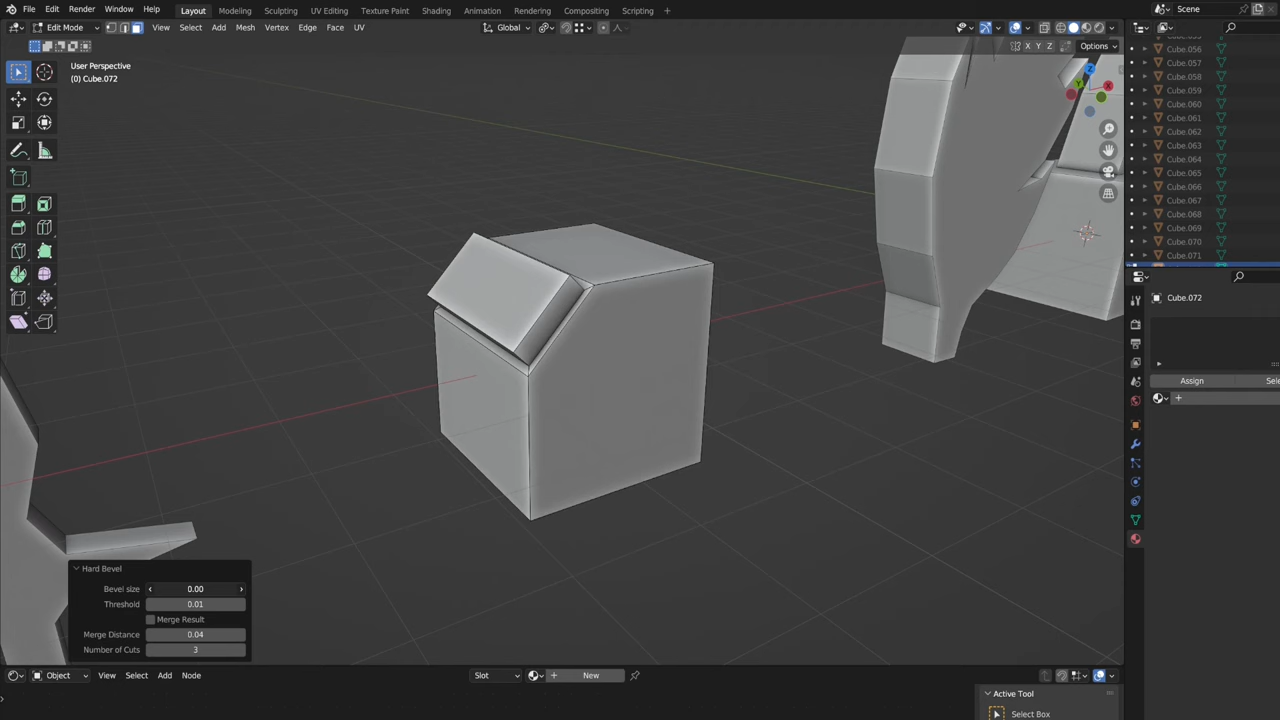 File Edit Render Window Help Layout Modeling Sculpting UV Editing Texture Paint Shading Animation Rendering Compositing Scripting Scene
Edit Mode View Select Add Mesh Vertex Edge Face UV Global
X Y Z Options
User Perspective
(0) Cube.072
Z
Y X
Cube.056
Cube.057
Cube.058
Cube.059
Cube.060
Cube.061
Cube.062
Cube.063
Cube.064
Cube.065
Cube.066
Cube.067
Cube.068
Cube.069
Cube.070
Cube.071
Cube.072
Assign
Hard Bevel
Bevel size 0.00
Threshold 0.01
Merge Result
Merge Distance 0.04
Number of Cuts 3
Object View Select Add Node Slot New
Active Tool
Select Box